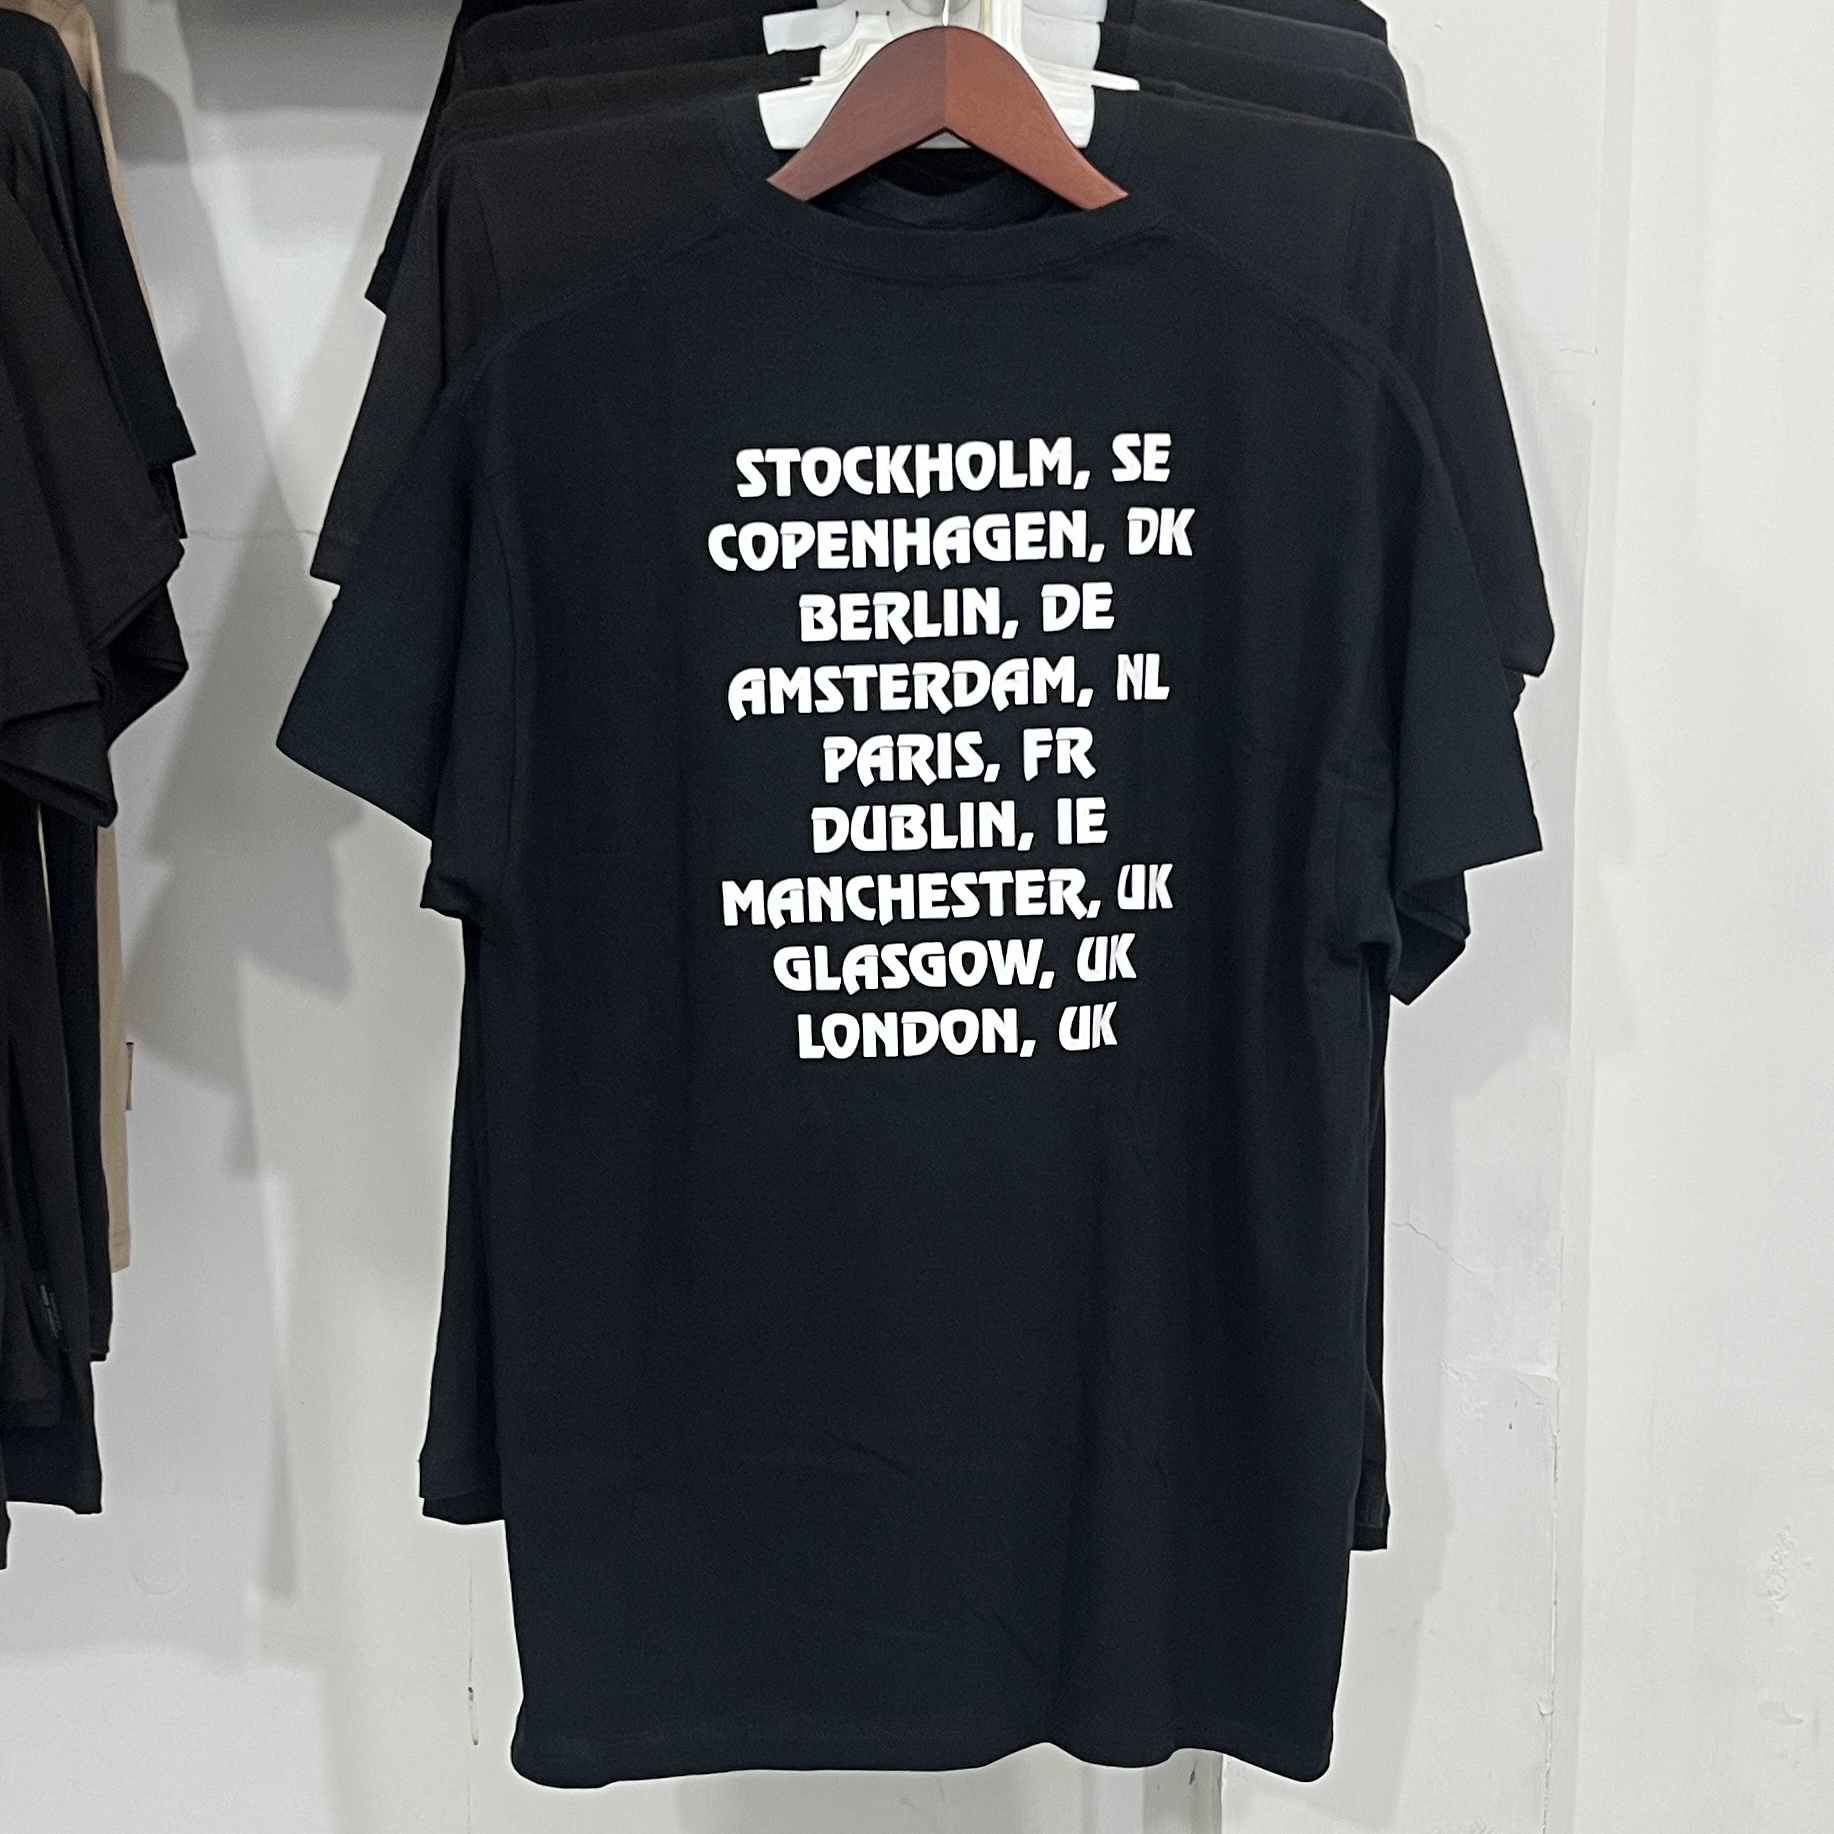 STOCKHOLM, SE
COPENHAGEN, DK
BERLIN, DE
AMSTERDAM, NL
PARIS, FR
DUBLIN, IE
MANCHESTER, UK
GLASGOW, UK
LONDON, UK